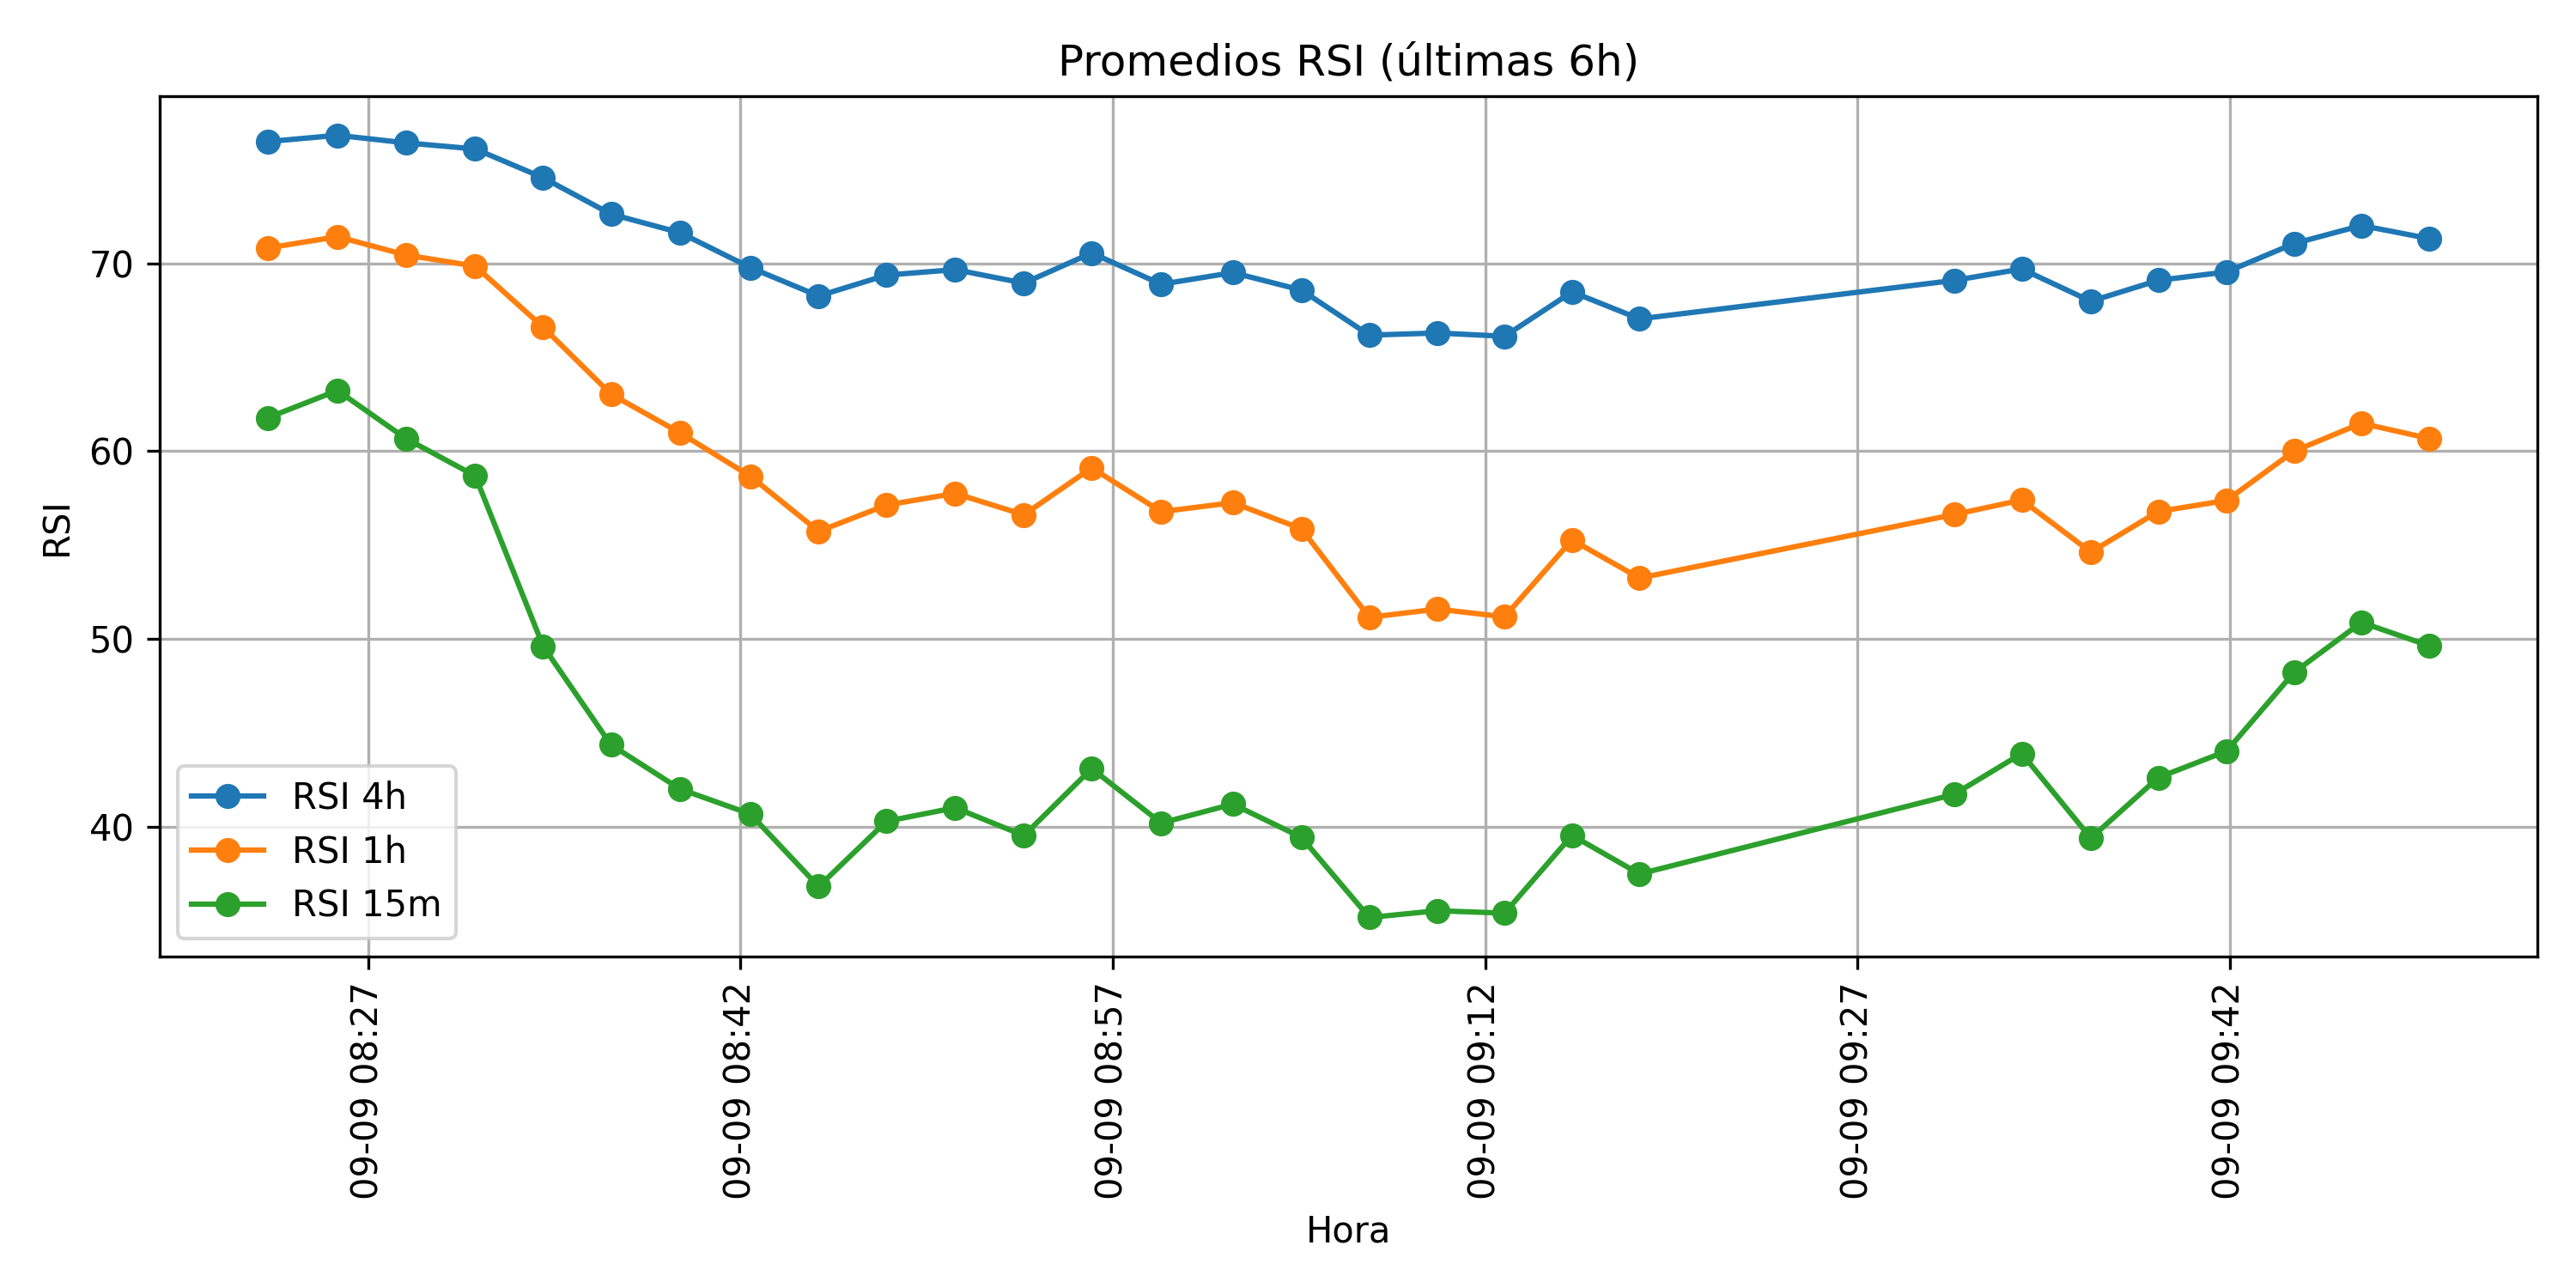 Promedios RSI (últimas 6h)
RSI
70
60
50
40
RSI 4h
RSI 1h
RSI 15m
09-09 08:27
09-09 08:42
09-09 08:57
09-09 09:12
09-09 09:27
09-09 09:42
Hora